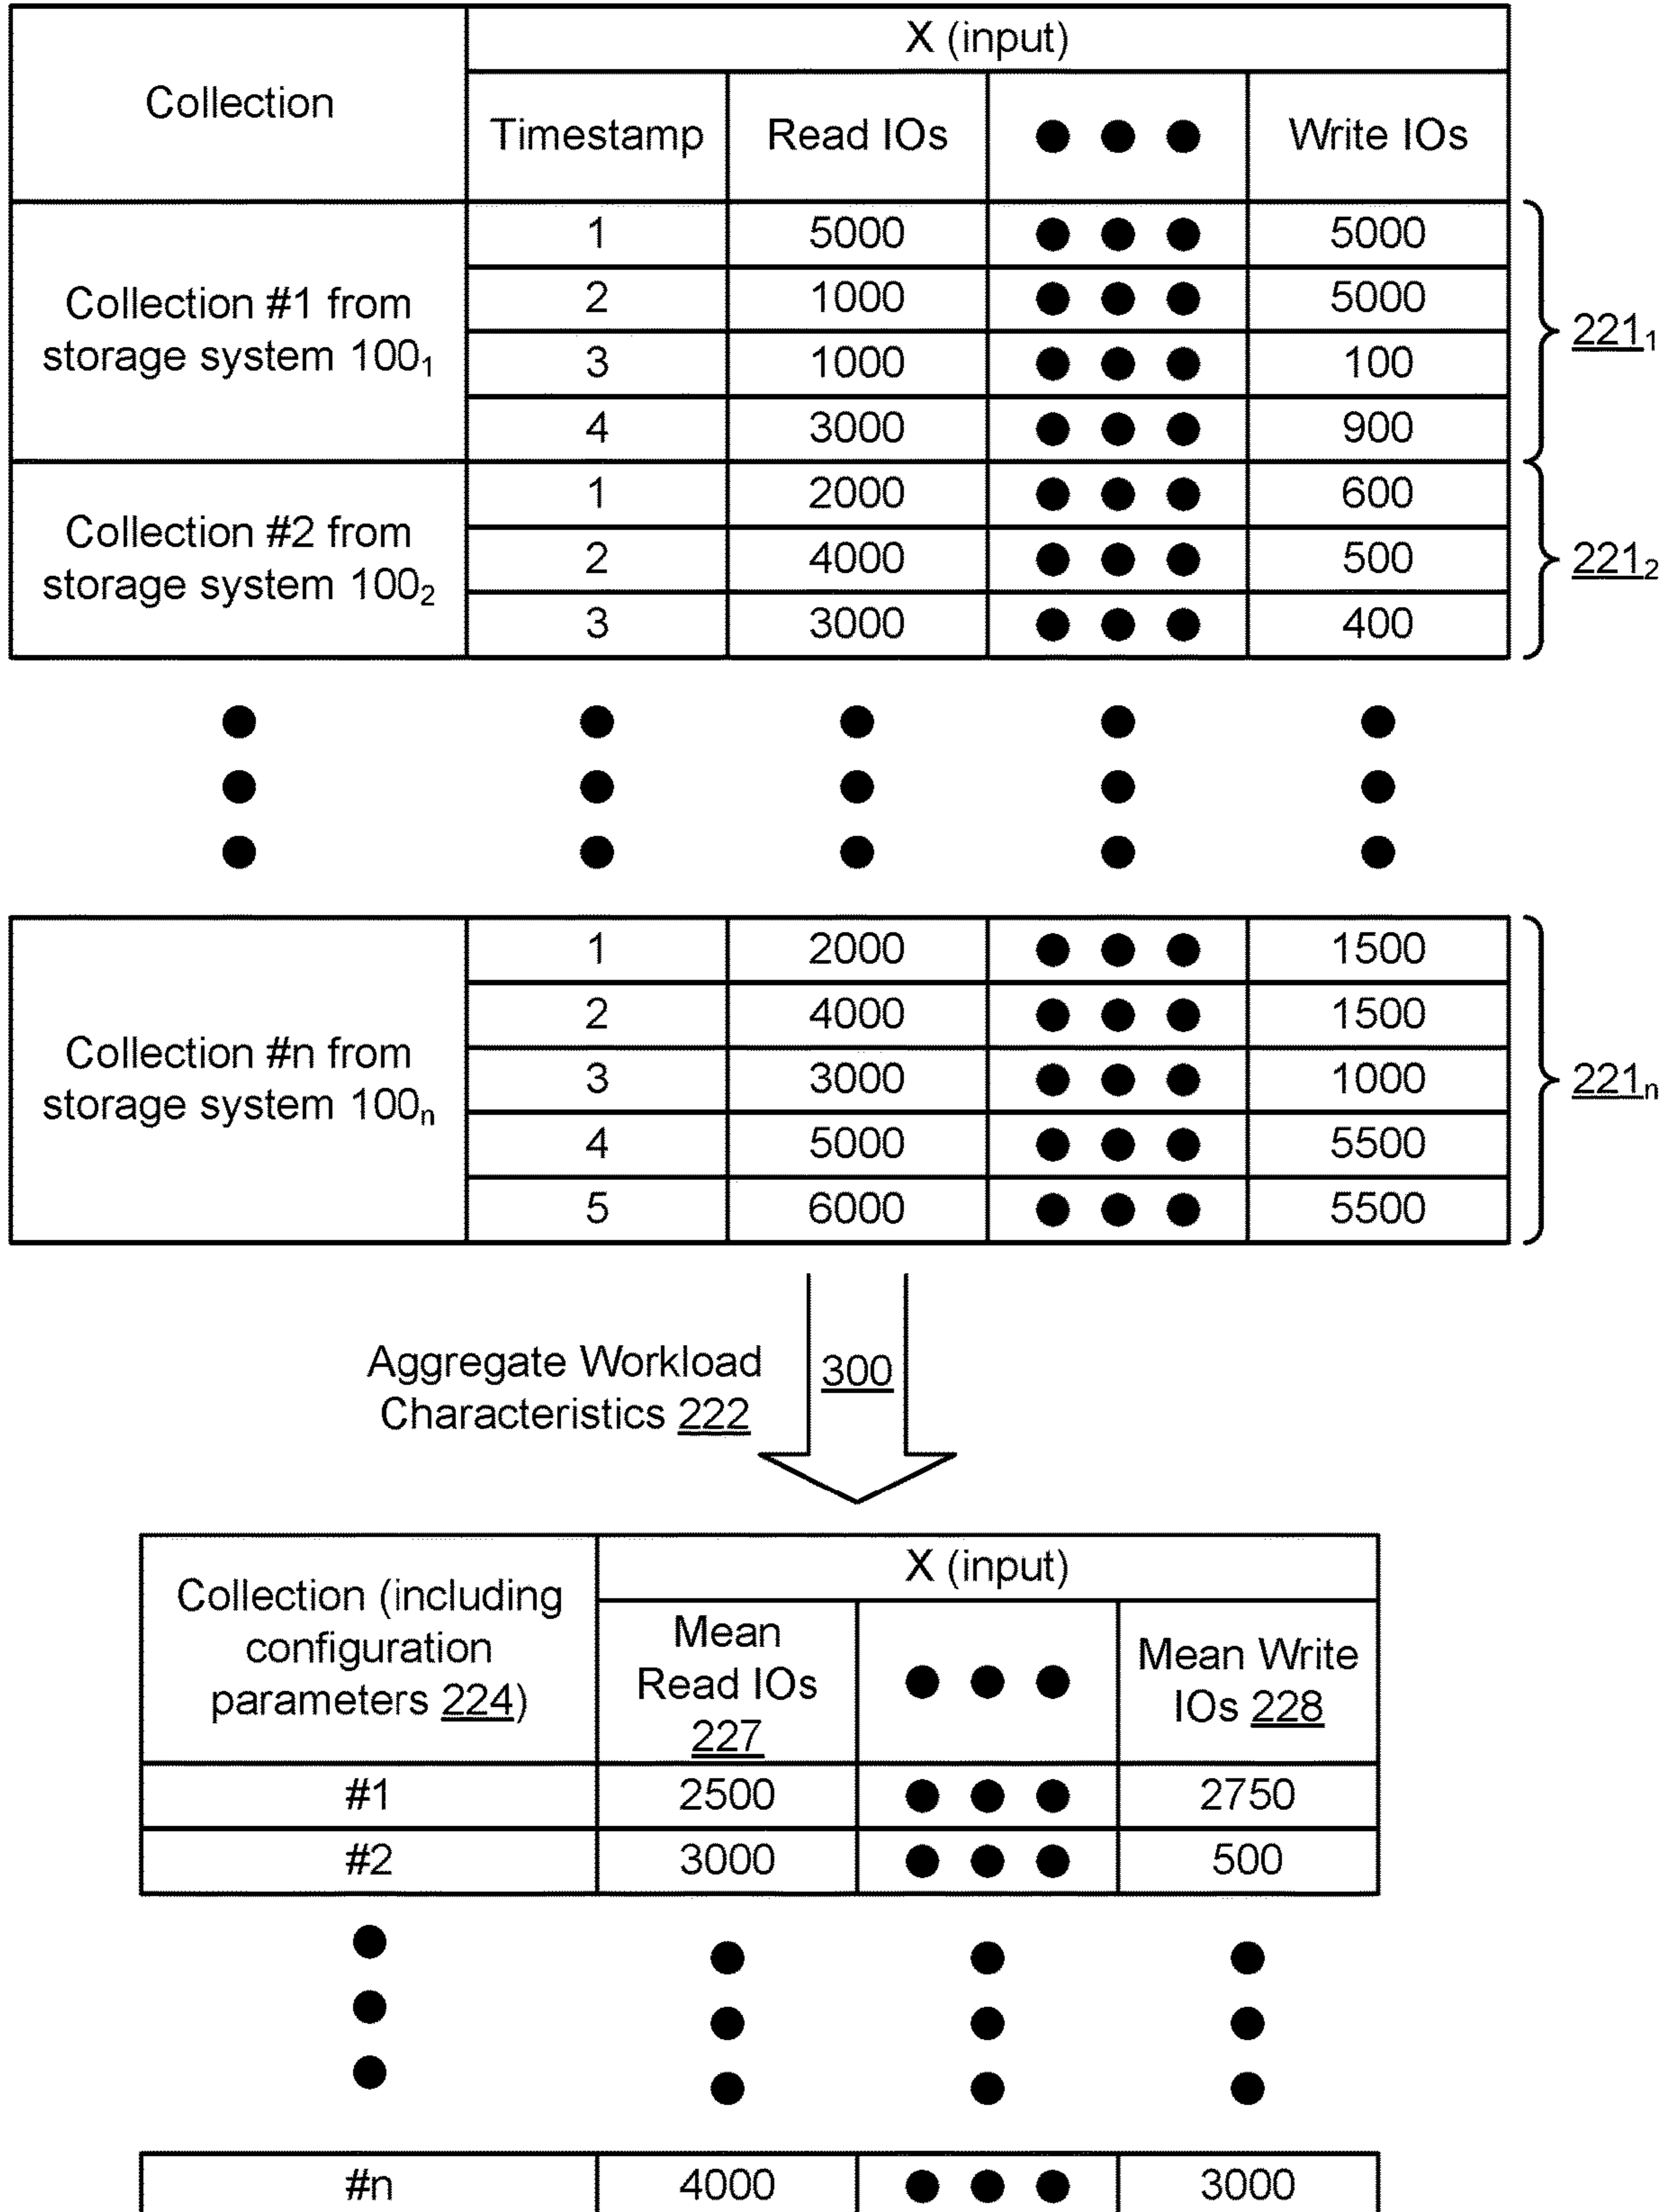 X (input)
Collection
Timestamp Read IOs ● ● ● Write IOs
1 5000 ● ● ● 5000
2 1000 ● ● ● 5000
Collection #1 from
storage system 100₁
221₁
3 1000 ● ● ● 100
4 3000 ● ● ● 900
1 2000 ● ● ● 600
Collection #2 from
storage system 100₂
2 4000 ● ● ● 500
221₂
3 3000 ● ● ● 400
● ● ● ● ●
● ● ● ● ●
● ● ● ● ●
1 2000 ● ● ● 1500
2 4000 ● ● ● 1500
Collection #n from
storage system 100ₙ
3 3000 ● ● ● 1000
221ₙ
4 5000 ● ● ● 5500
5 6000 ● ● ● 5500
Aggregate Workload
Characteristics 222
300
X (input)
Collection (including
configuration
parameters 224)
Mean
Read IOs
227
● ● ●
Mean Write
IOs 228
#1 2500 ● ● ● 2750
#2 3000 ● ● ● 500
● ● ● ●
● ● ● ●
● ● ● ●
#n 4000 ● ● ● 3000